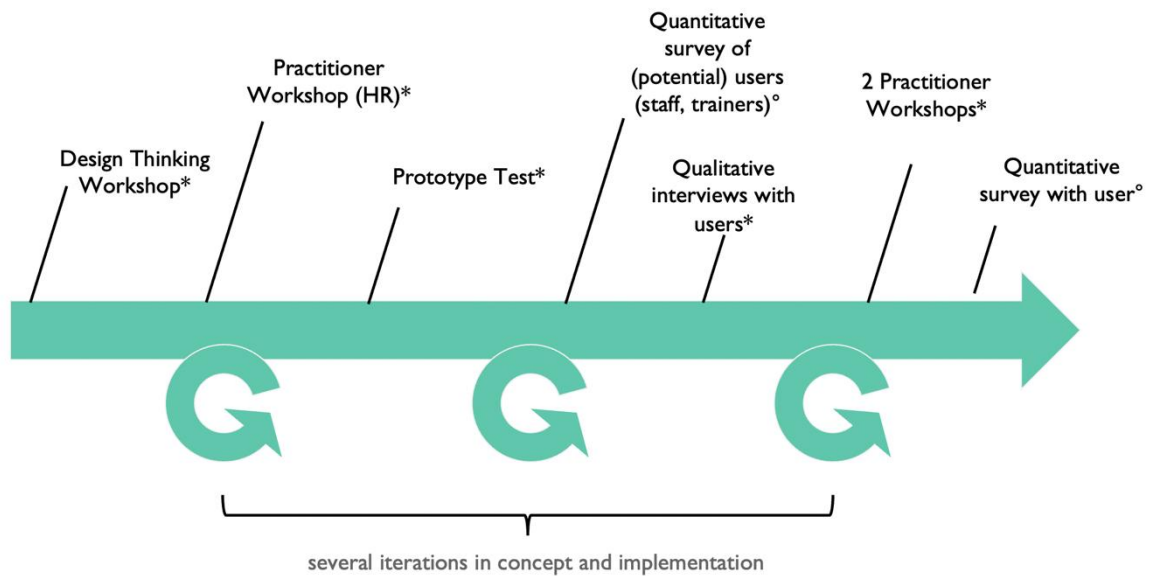 Design Thinking
Workshop*
Practitioner
Workshop (HR)*
Prototype Test*
Quantitative
survey of
(potential) users
(staff, trainers)°
Qualitative
interviews with
users*
2 Practitioner
Workshops*
Quantitative
survey with user°
several iterations in concept and implementation